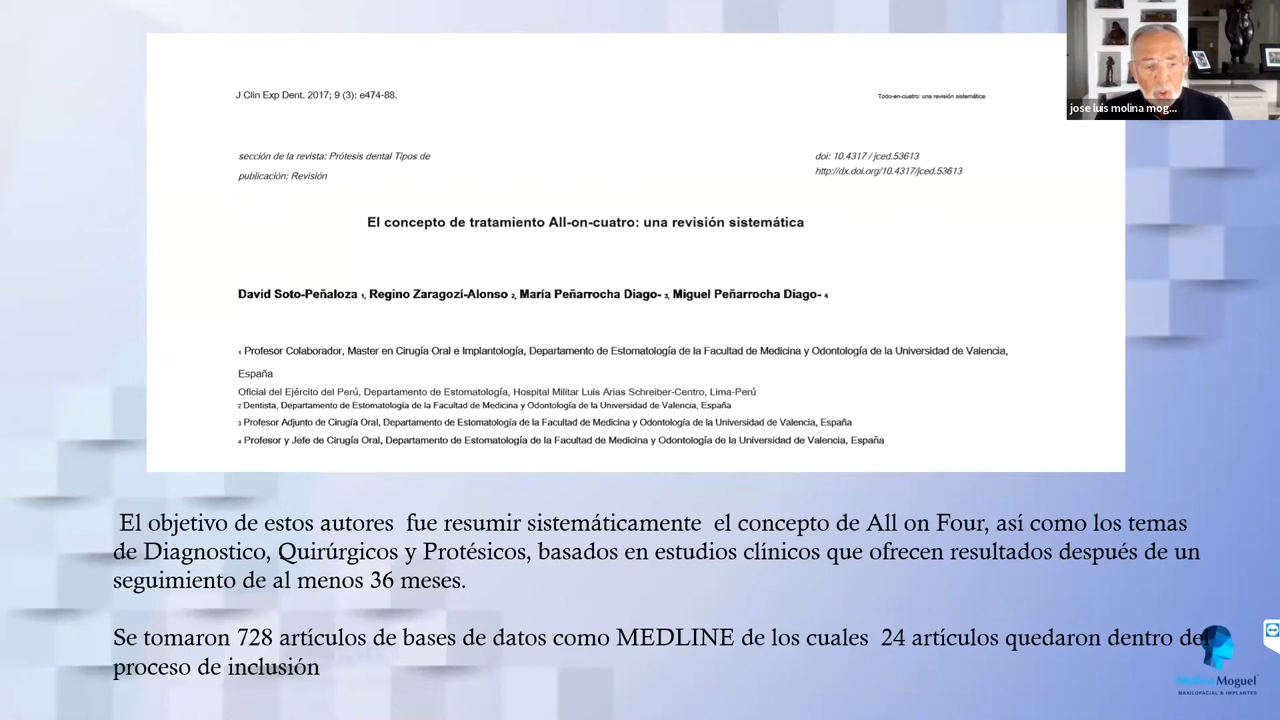 J Clin Exp Dent. 2017; 9 (3): e474-88.
Todo-en-cuatro: una revisión sistemática
jose luis molina mog...
sección de la revista: Prótesis dental Tipos de
publicación: Revisión
doi: 10.4317 / jced.53613
http://dx.doi.org/10.4317/jced.53613
El concepto de tratamiento All-on-cuatro: una revisión sistemática
David Soto-Peñaloza 1, Regino Zaragozí-Alonso 2, María Peñarrocha Diago- 3, Miguel Peñarrocha Diago- 4
1 Profesor Colaborador, Master en Cirugía Oral e Implantología, Departamento de Estomatología de la Facultad de Medicina y Odontología de la Universidad de Valencia,
España
Oficial del Ejército del Perú, Departamento de Estomatología, Hospital Militar Luis Arias Schreiber-Centro, Lima-Perú
2 Dentista, Departamento de Estomatología de la Facultad de Medicina y Odontología de la Universidad de Valencia, España
3 Profesor Adjunto de Cirugía Oral, Departamento de Estomatología de la Facultad de Medicina y Odontología de la Universidad de Valencia, España
4 Profesor y Jefe de Cirugía Oral, Departamento de Estomatología de la Facultad de Medicina y Odontología de la Universidad de Valencia, España
El objetivo de estos autores fue resumir sistemáticamente el concepto de All on Four, así como los temas
de Diagnostico, Quirúrgicos y Protésicos, basados en estudios clínicos que ofrecen resultados después de un
seguimiento de al menos 36 meses.
Se tomaron 728 artículos de bases de datos como MEDLINE de los cuales 24 artículos quedaron dentro del
proceso de inclusión
Molina Moguel
MAXILOFACIAL & IMPLANTES